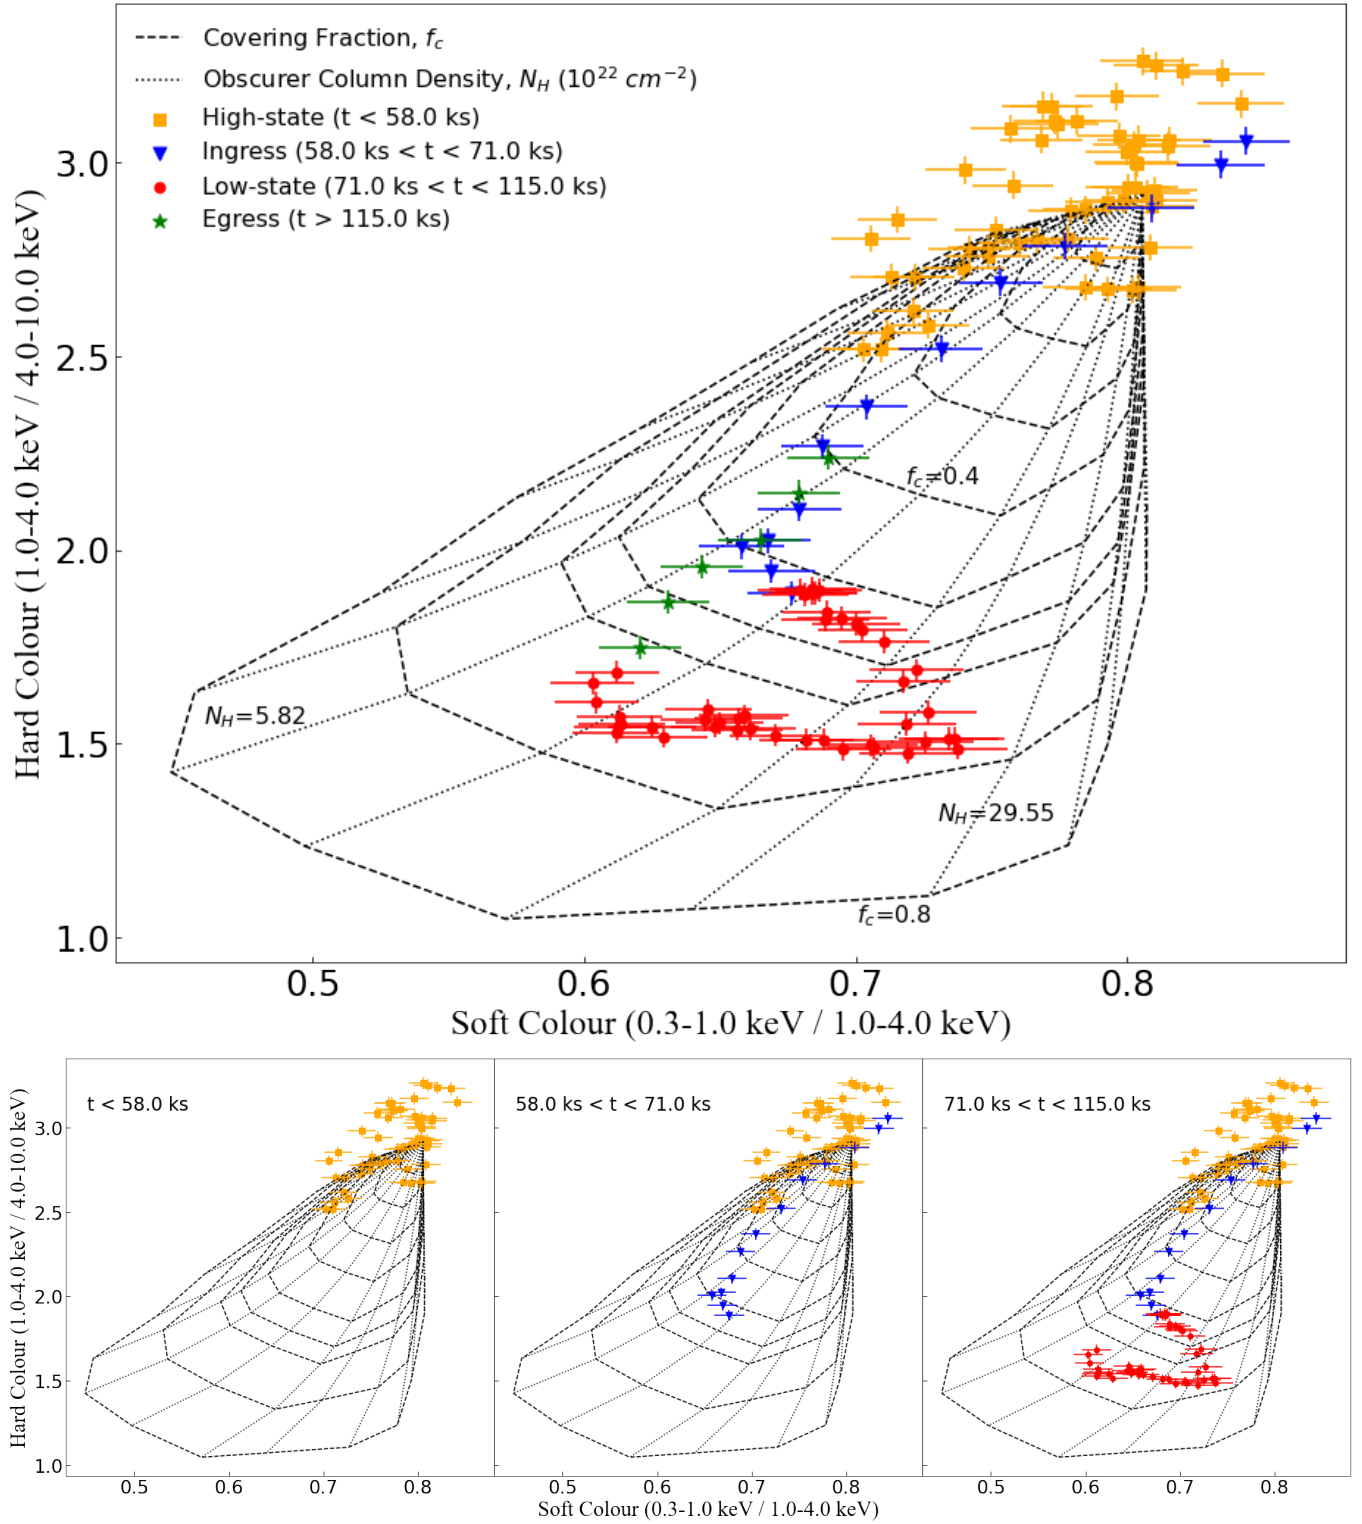 Covering Fraction, f_c
Obscurer Column Density, N_H (10^22 cm^−2)
High-state (t < 58.0 ks)
Ingress (58.0 ks < t < 71.0 ks)
Low-state (71.0 ks < t < 115.0 ks)
Egress (t > 115.0 ks)
3.0
2.5
2.0
1.5
1.0
Hard Colour (1.0-4.0 keV / 4.0-10.0 keV)
f_c=0.4
N_H=5.82
N_H=29.55
f_c=0.8
0.5 0.6 0.7 0.8
Soft Colour (0.3-1.0 keV / 1.0-4.0 keV)
t < 58.0 ks
58.0 ks < t < 71.0 ks
71.0 ks < t < 115.0 ks
3.0
2.5
2.0
1.5
1.0
Hard Colour (1.0-4.0 keV / 4.0-10.0 keV)
0.5 0.6 0.7 0.8 0.5 0.6 0.7 0.8 0.5 0.6 0.7 0.8
Soft Colour (0.3-1.0 keV / 1.0-4.0 keV)